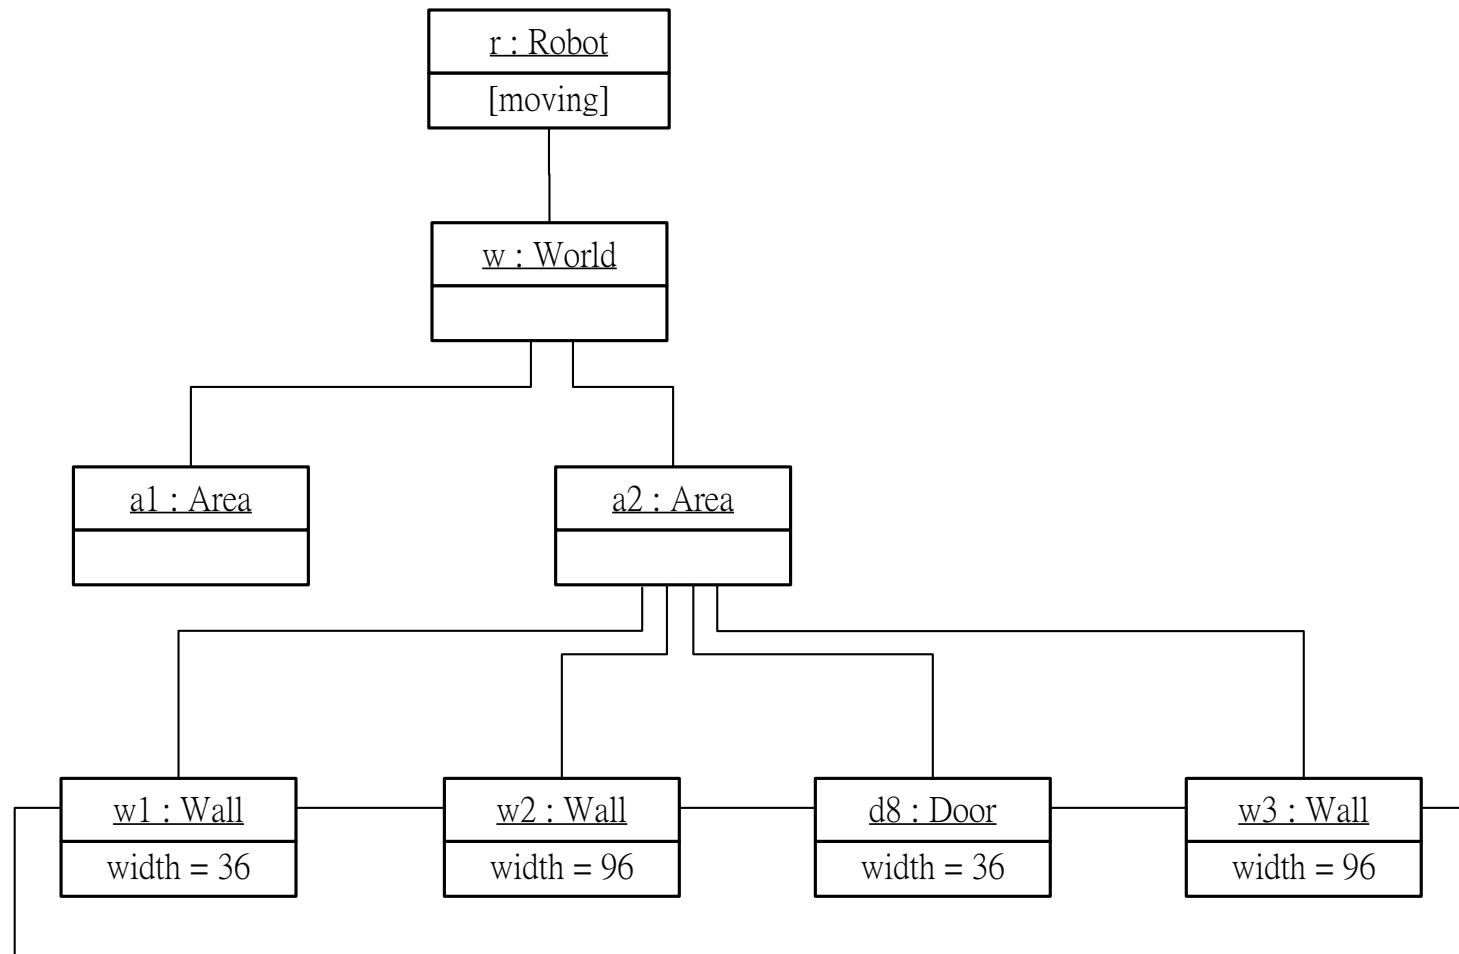 r : Robot
[moving]
w : World
a1 : Area
a2 : Area
w1 : Wall
width = 36
w2 : Wall
width = 96
d8 : Door
width = 36
w3 : Wall
width = 96